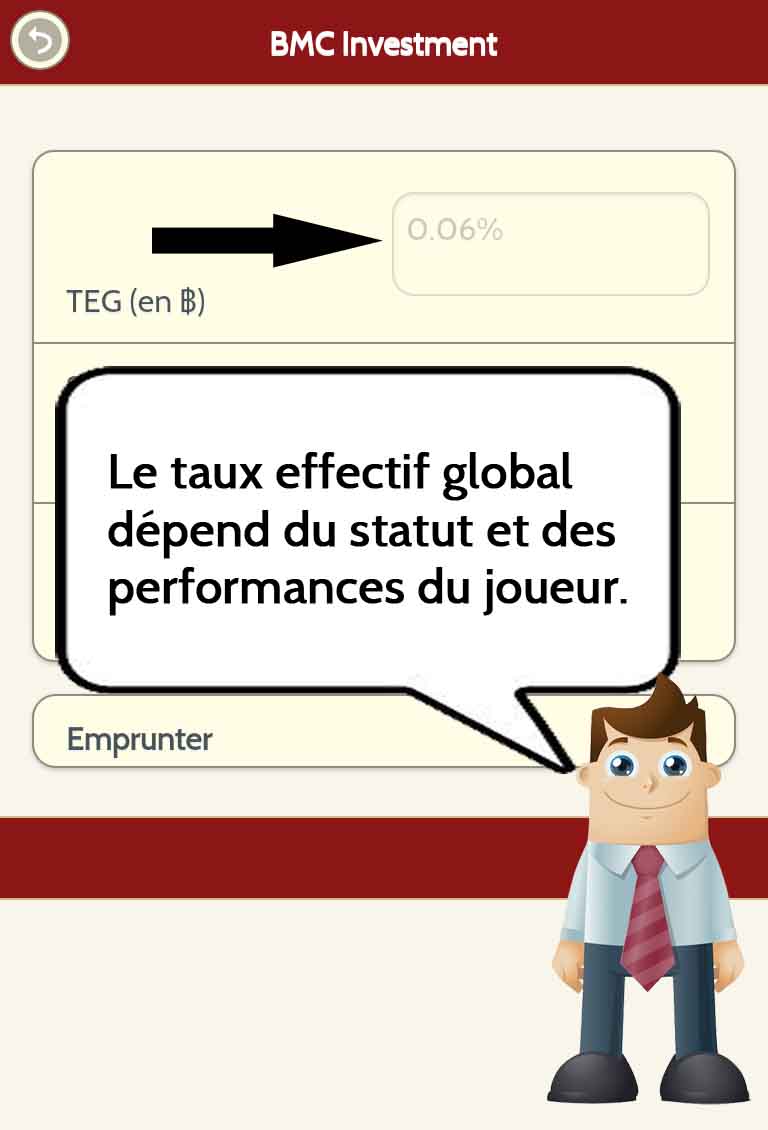 BMC Investment
0.06%
TEG (en ฿)
Le taux effectif global
dépend du statut et des
performances du joueur.
Emprunter